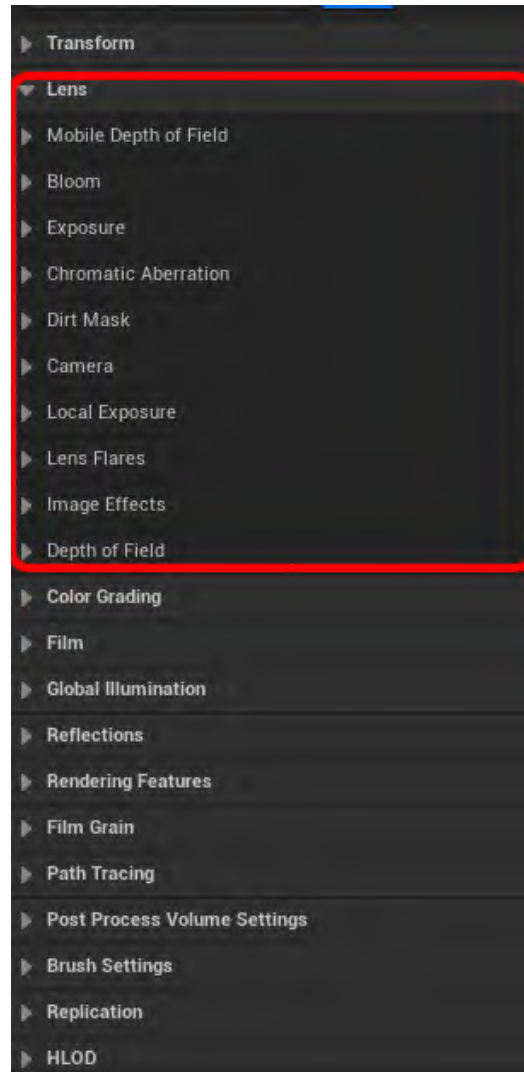 Transform
Lens
Mobile Depth of Field
Bloom
Exposure
Chromatic Aberration
Dirt Mask
Camera
Local Exposure
Lens Flares
Image Effects
Depth of Field
Color Grading
Film
Global Illumination
Reflections
Rendering Features
Film Grain
Path Tracing
Post Process Volume Settings
Brush Settings
Replication
HLOD